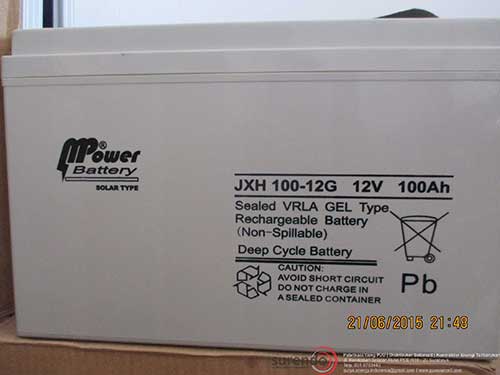 MPower®
Battery
SOLAR TYPE
JXH 100-12G 12V 100Ah
Sealed VRLA GEL Type
Rechargeable Battery
(Non-Spillable)
Deep Cycle Battery
CAUTION:
AVOID SHORT CIRCUIT
DO NOT CHARGE IN
A SEALED CONTAINER
Pb
21/06/2015 21:49
surendo